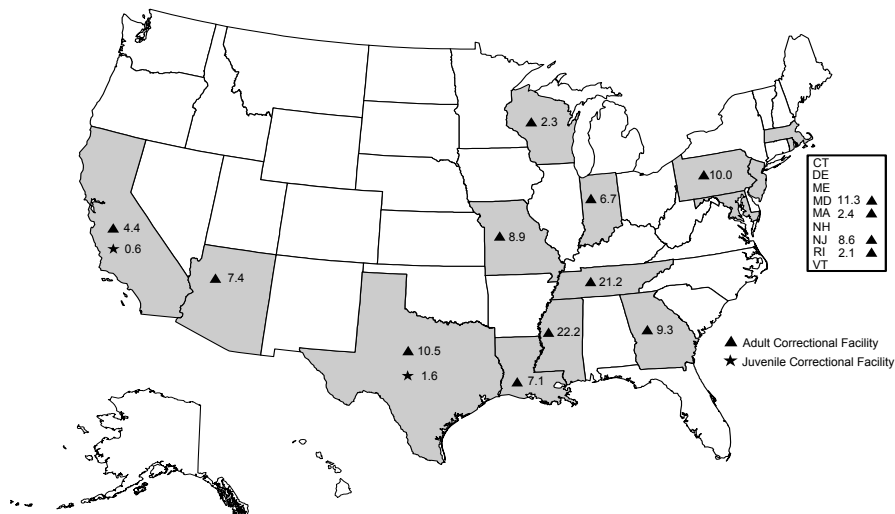 2.3
10.0
6.7
4.4
0.6
8.9
7.4
21.2
22.2
9.3
10.5
1.6
7.1
CT
DE
ME
MD 11.3
MA 2.4
NH
NJ 8.6
RI 2.1
VT
Adult Correctional Facility
Juvenile Correctional Facility